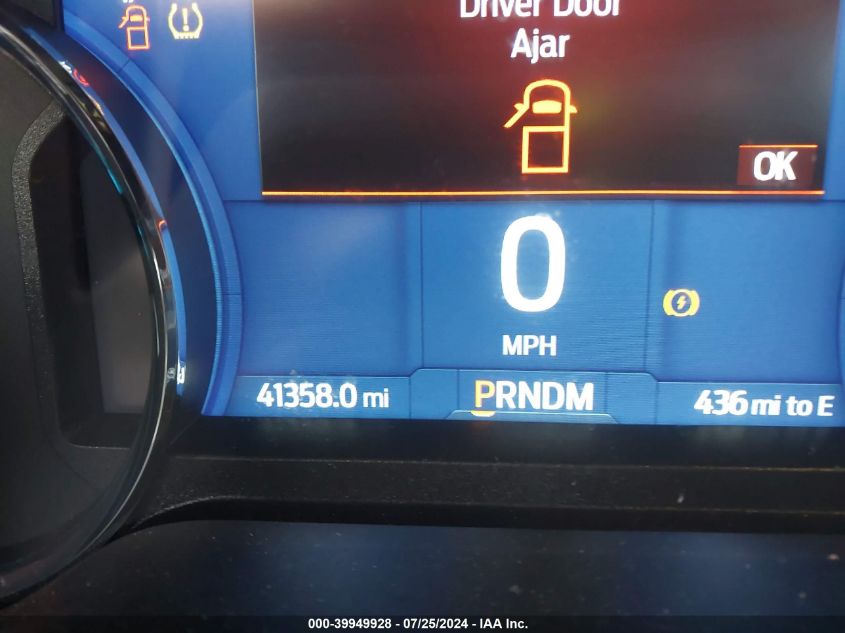 Driver Door
Ajar
OK
0
MPH
41358.0 mi
PRNDM
436 mi to E
000-39949928 - 07/25/2024 - IAA Inc.